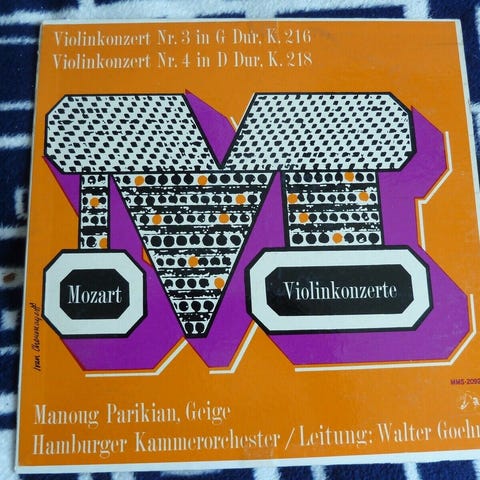 Violinkonzert Nr. 3 in G Dur, K. 216
Violinkonzert Nr. 4 in D Dur, K. 218
Mozart
Violinkonzerte
MMS-2092
Manoug Parikian, Geige
Hamburger Kammerorchester / Leitung: Walter Goehr